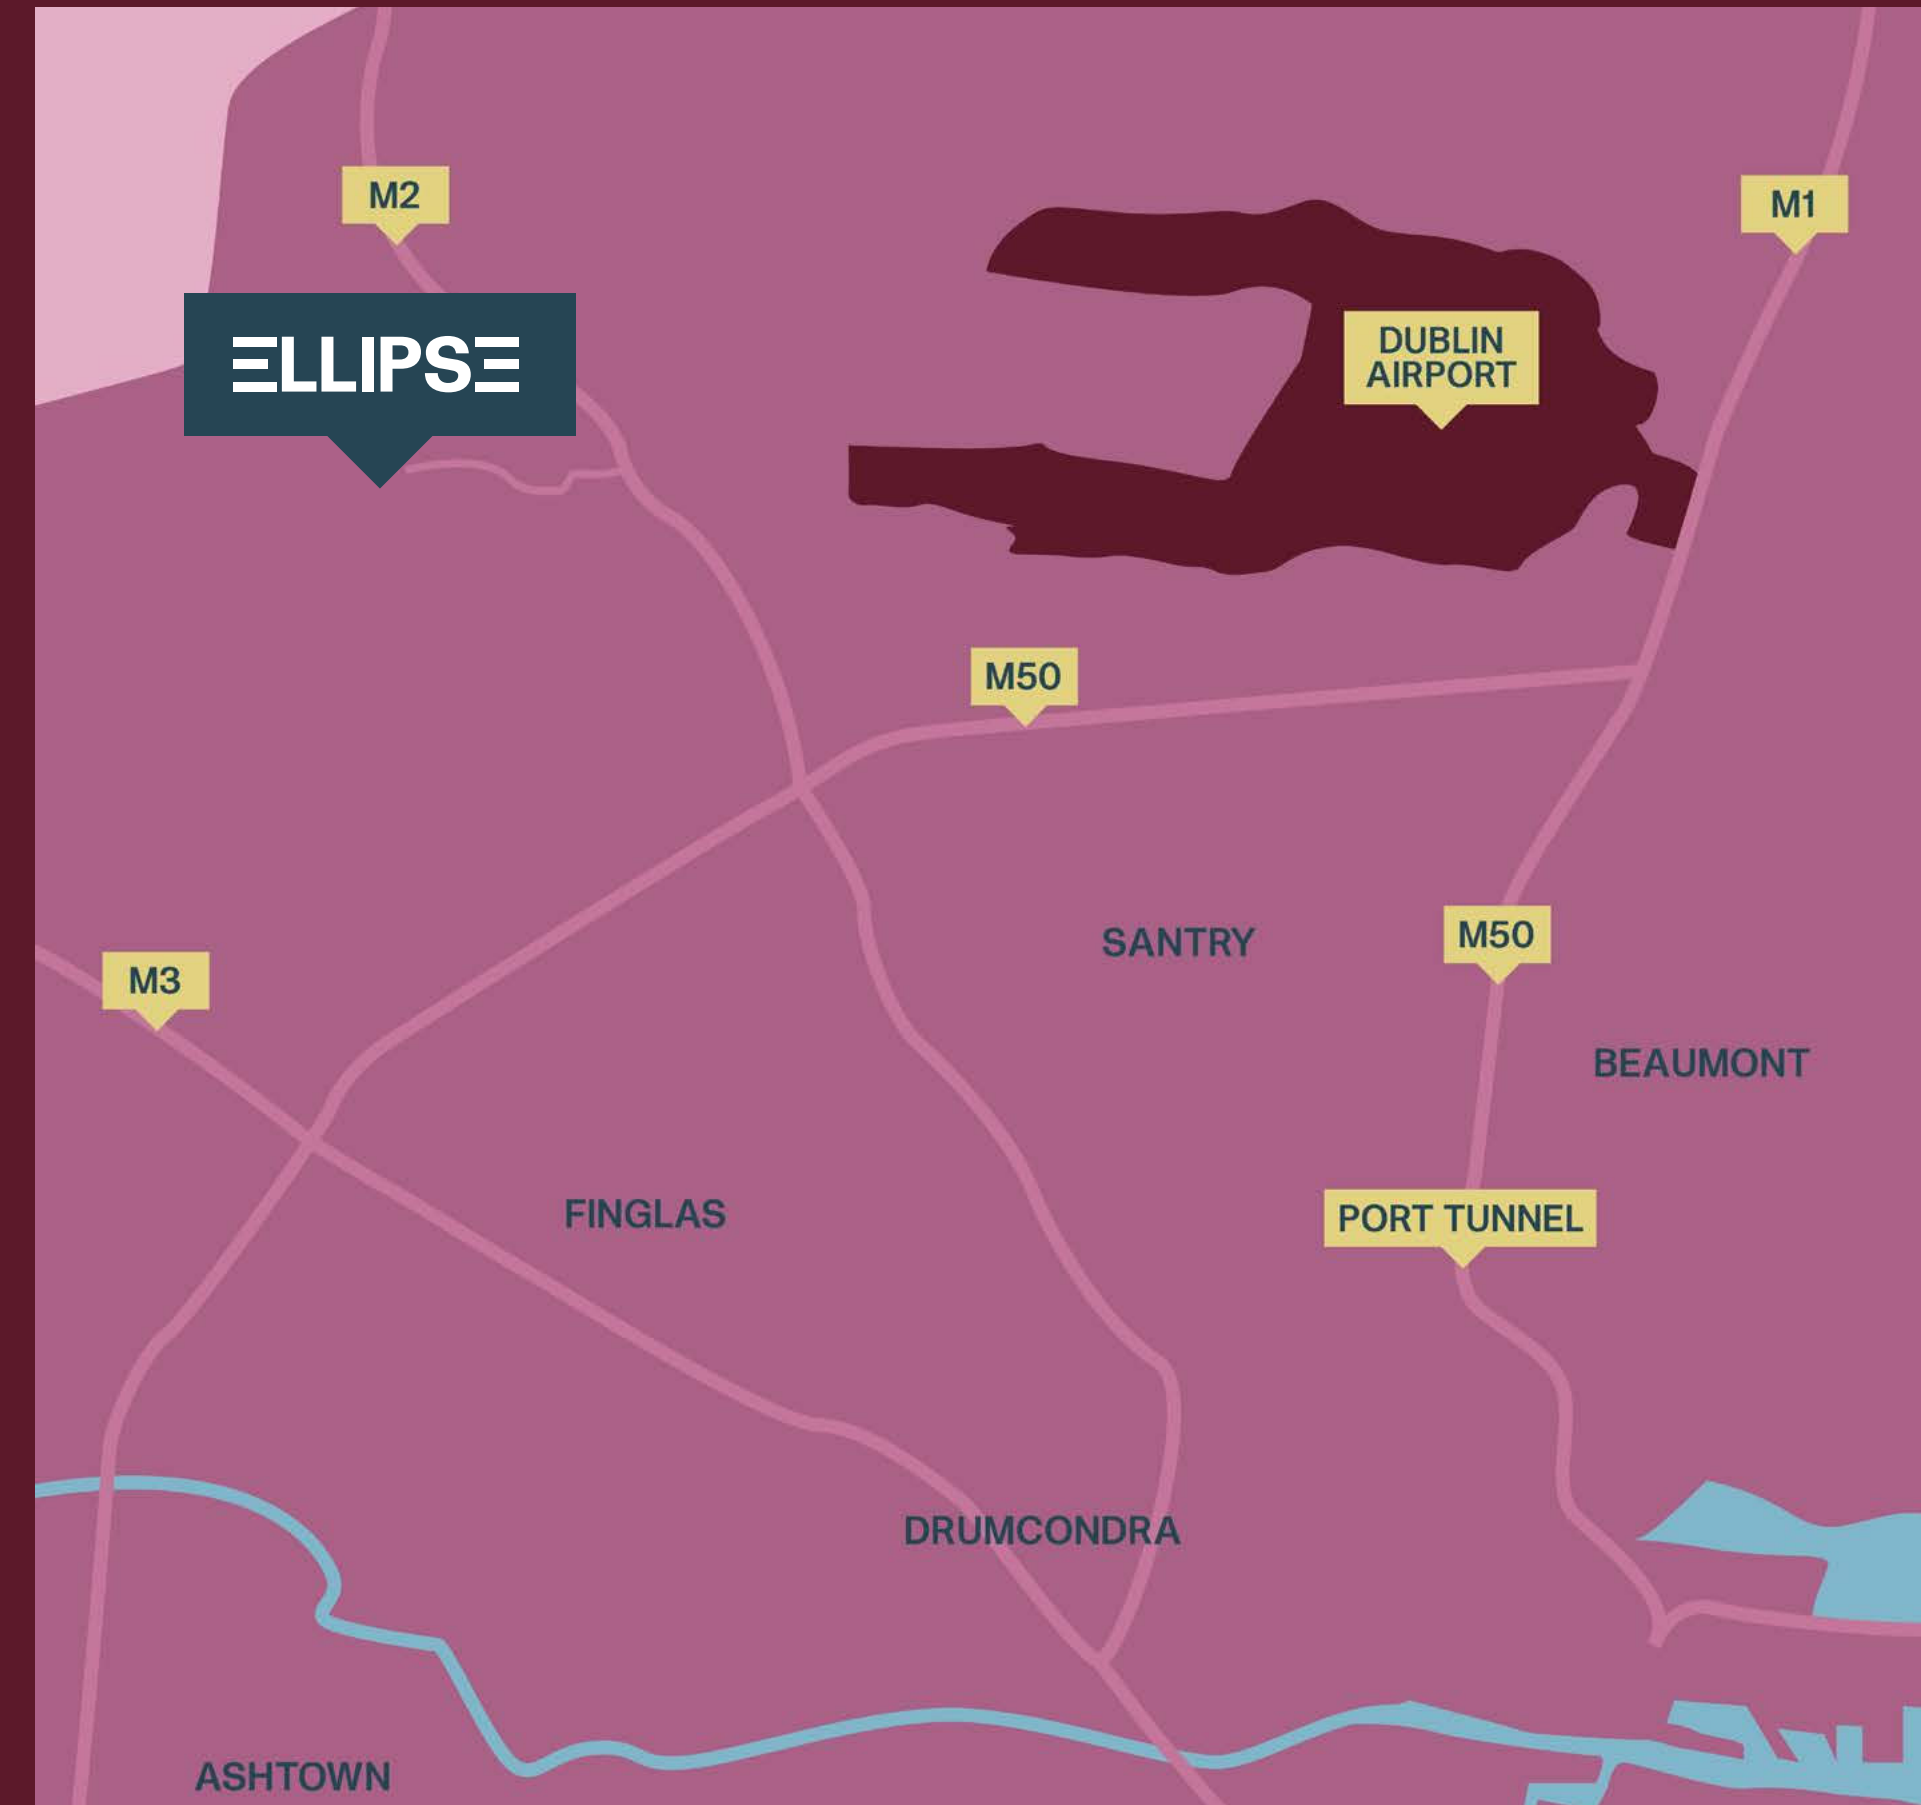 M2
M1
ELLIPSE
DUBLIN
AIRPORT
M50
SANTRY
M50
M3
BEAUMONT
FINGLAS
PORT TUNNEL
DRUMCONDRA
ASHTOWN